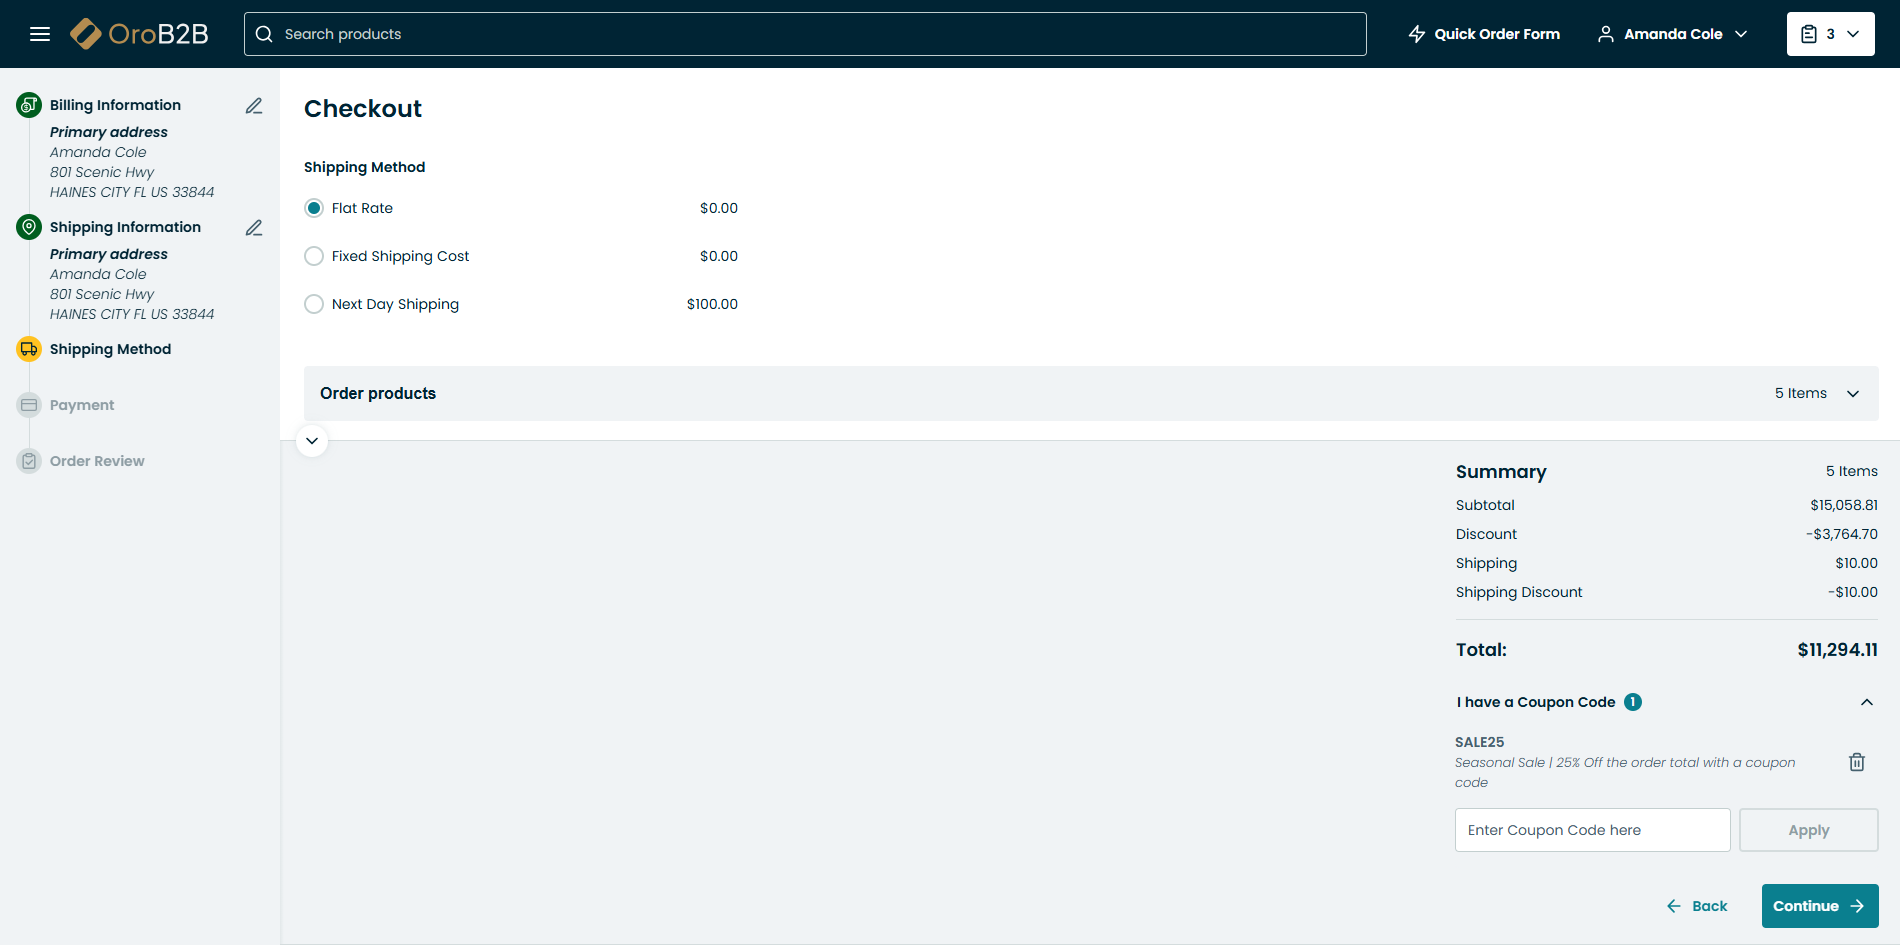 OroB2B
Search products
Quick Order Form
Amanda Cole
3
Billing Information
Primary address
Amanda Cole
801 Scenic Hwy
HAINES CITY FL US 33844
Shipping Information
Primary address
Amanda Cole
801 Scenic Hwy
HAINES CITY FL US 33844
Shipping Method
Payment
Order Review
Checkout
Shipping Method
Flat Rate $0.00
Fixed Shipping Cost $0.00
Next Day Shipping $100.00
Order products 5 Items
Summary 5 Items
Subtotal $15,058.81
Discount -$3,764.70
Shipping $10.00
Shipping Discount -$10.00
Total: $11,294.11
I have a Coupon Code 1
SALE25
Seasonal Sale | 25% Off the order total with a coupon
code
Enter Coupon Code here
Apply
Back
Continue